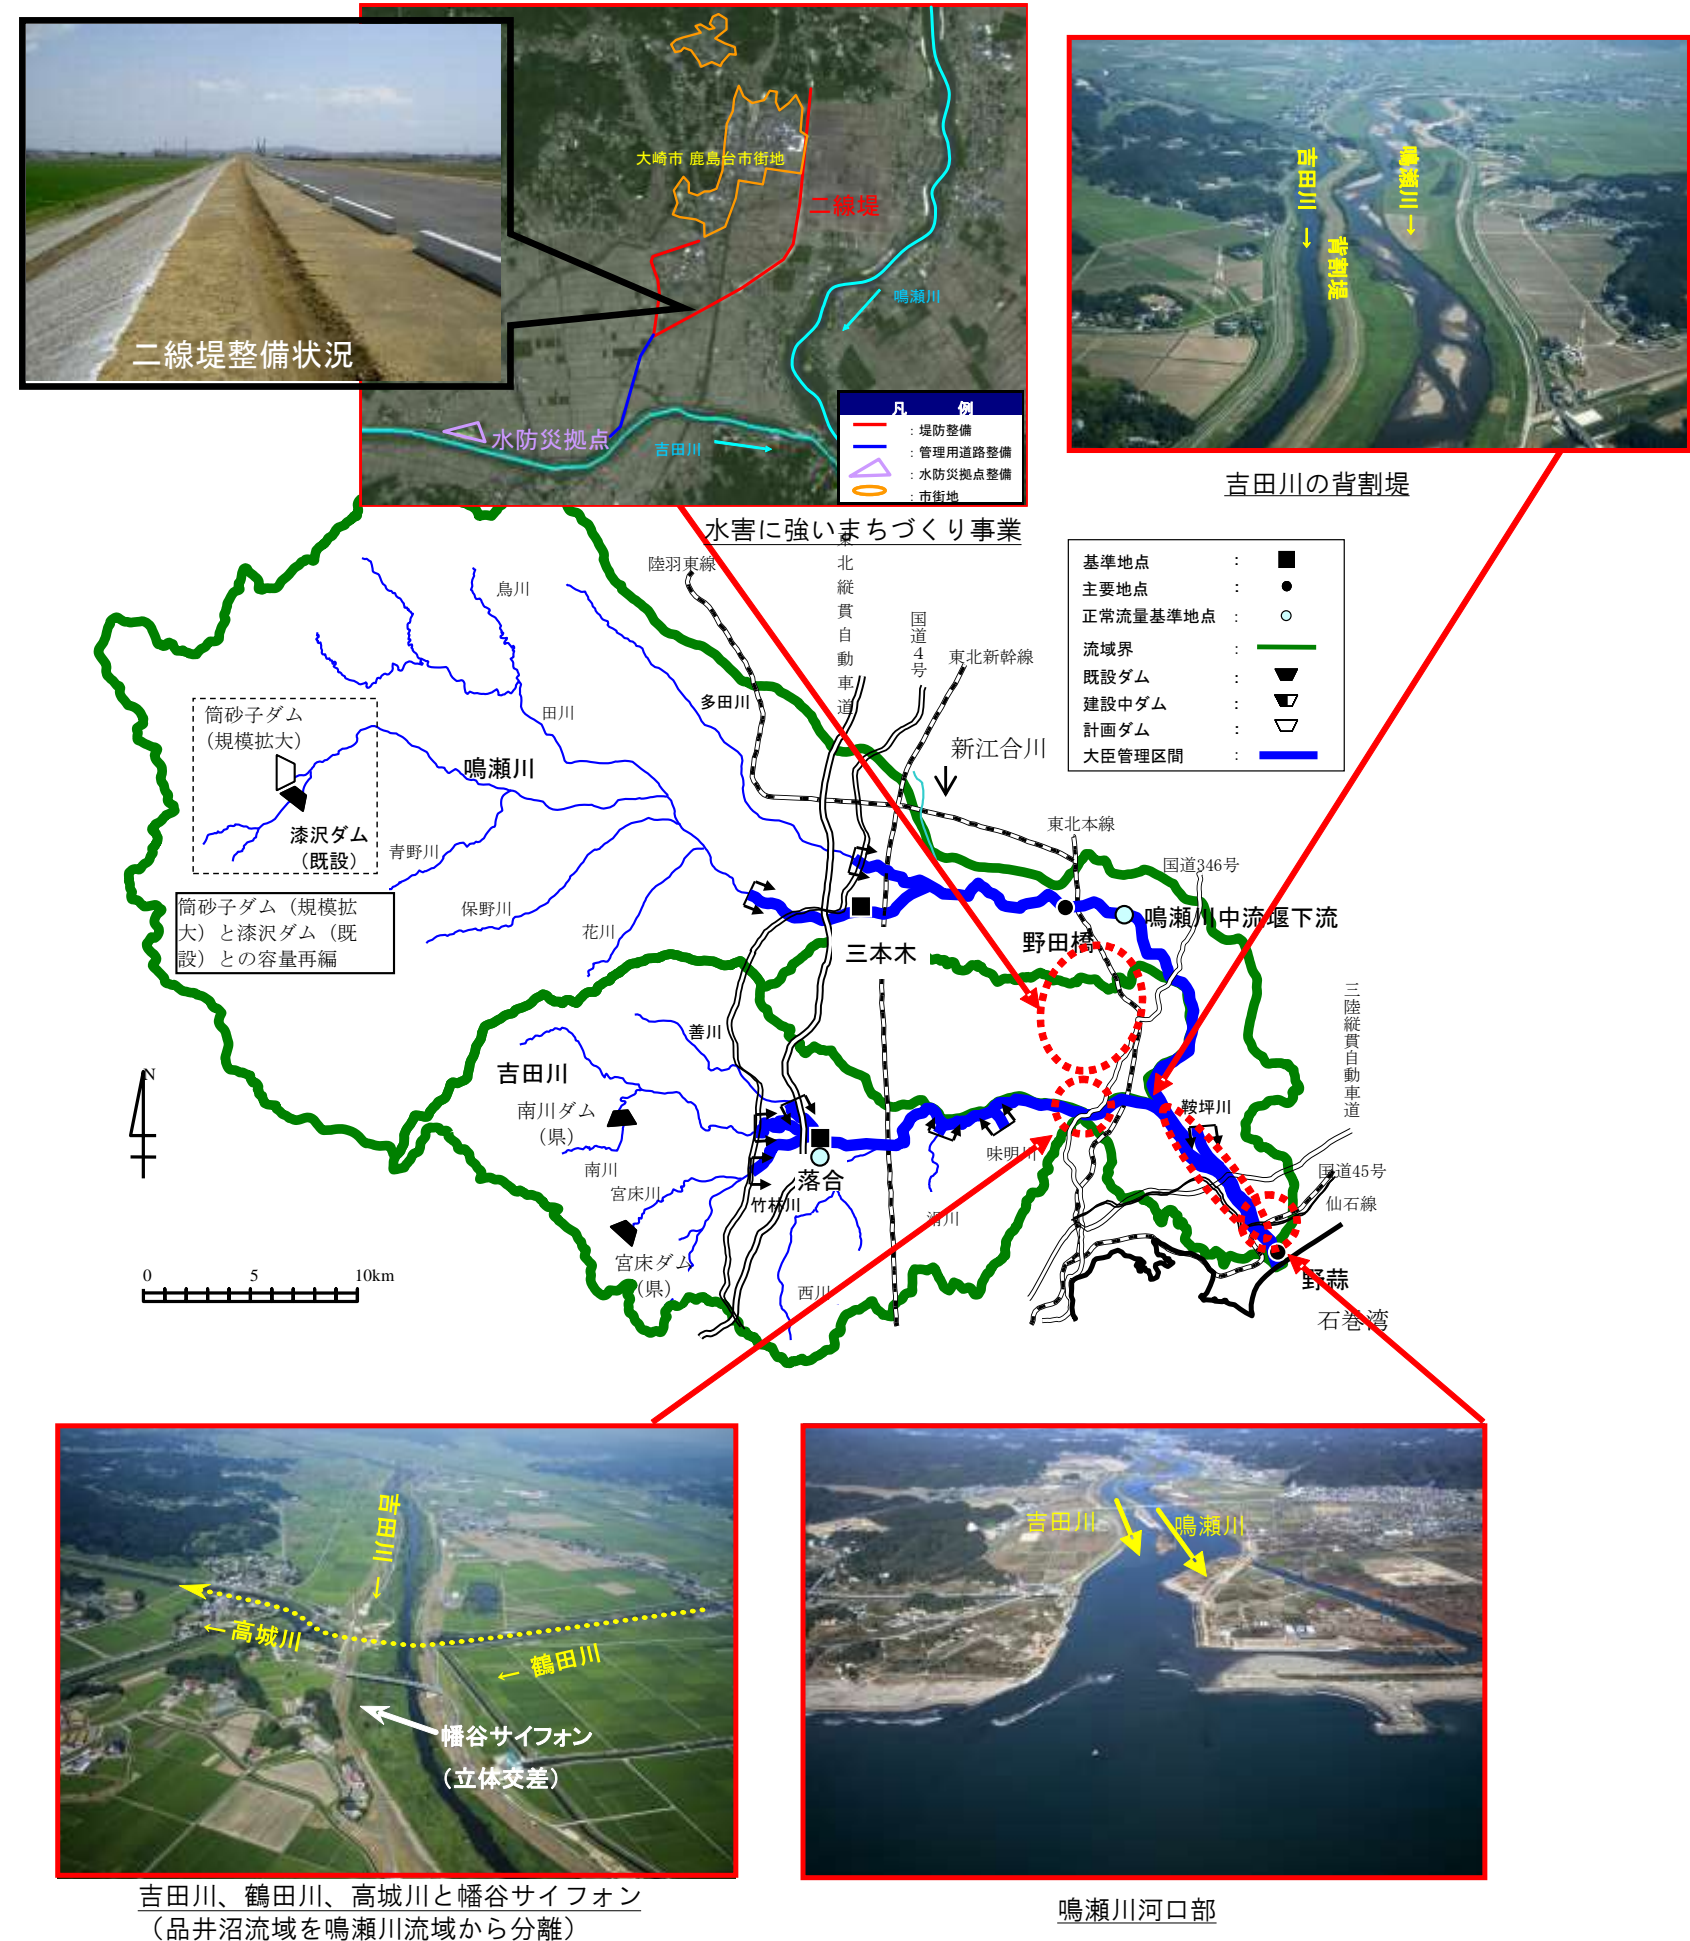 二線堤整備状況
大崎市 鹿島台市街地
二線堤
鳴瀬川
水防災拠点
吉田川
凡 例
：堤防整備
：管理用道路整備
：水防災拠点整備
：市街地
水害に強いまちづくり事業
吉田川→
鳴瀬川→
背割堤
吉田川の背割堤
基準地点 ：
主要地点 ：
正常流量基準地点 ：
流域界 ：
既設ダム ：
建設中ダム ：
計画ダム ：
大臣管理区間 ：
陸羽東線
東北縦貫自動車道
国道4号
東北新幹線
鳥川
田川
多田川
新江合川
筒砂子ダム
（規模拡大）
鳴瀬川
漆沢ダム
（既設）
青野川
保野川
花川
筒砂子ダム（規模拡
大）と漆沢ダム（既
設）との容量再編
東北本線
国道346号
鳴瀬川中流堰下流
野田橋
三本木
三陸縦貫自動車道
善川
吉田川
南川ダム
（県）
南川
宮床川
宮床ダム
（県）
落合
竹林川
西川
滑川
味明川
鞍坪川
国道45号
仙石線
野蒜
石巻湾
N
0 5 10km
吉田川→
←高城川
←鶴田川
幡谷サイフォン
（立体交差）
吉田川、鶴田川、高城川と幡谷サイフォン
（品井沼流域を鳴瀬川流域から分離）
吉田川
鳴瀬川
鳴瀬川河口部